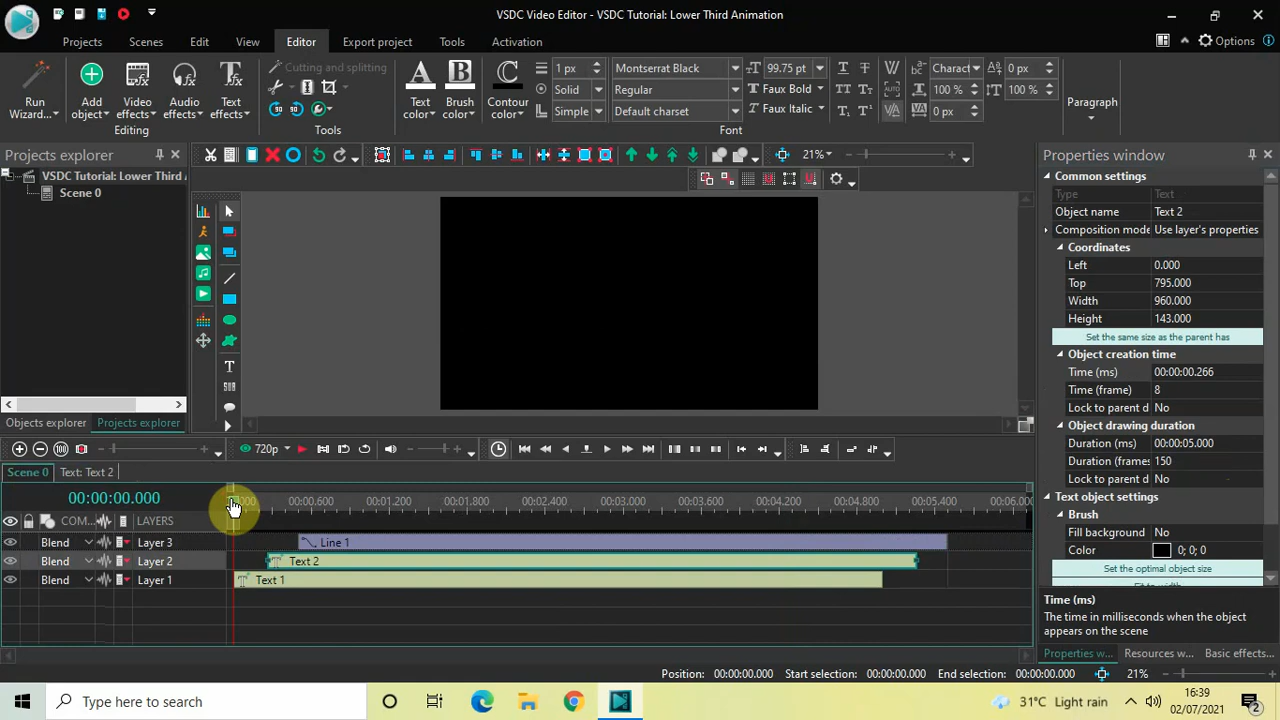 VSDC Video Editor - VSDC Tutorial: Lower Third Animation
Projects Scenes Edit View Editor Export project Tools Activation Options
Run Wizard...
Add object
Video effects
Audio effects
Text effects
Editing
Cutting and splitting
Tools
Text color
Brush color
Contour color
1 px
Solid
Simple
Montserrat Black 99.75 pt
Regular Faux Bold
Default charset Faux Italic
Font
Charact 0 px
100 % 100 %
0 px
Paragraph
Projects explorer
VSDC Tutorial: Lower Third
Scene 0
Objects explorer Projects explorer
21%
Properties window
Common settings
Type Text
Object name Text 2
Composition mode Use layer's properties
Coordinates
Left 0.000
Top 795.000
Width 960.000
Height 143.000
Set the same size as the parent has
Object creation time
Time (ms) 00:00:00.266
Time (frame) 8
Lock to parent d No
Object drawing duration
Duration (ms) 00:00:05.000
Duration (frame) 150
Lock to parent d No
Text object settings
Brush
Fill background No
Color 0; 0; 0
Set the optimal object size
Time (ms)
The time in milliseconds when the object appears on the scene
Properties w... Resources w... Basic effects...
720p
Scene 0 Text: Text 2
00:00:00.000
000 00:00.600 00:01.200 00:01.800 00:02.400 00:03.000 00:03.600 00:04.200 00:04.800 00:05.400 00:06.000
COM... LAYERS
Blend Layer 3 Line 1
Blend Layer 2 Text 2
Blend Layer 1 Text 1
Position: 00:00:00.000 Start selection: 00:00:00.000 End selection: 00:00:00.000 21%
Type here to search
31°C Light rain
16:39
02/07/2021
2